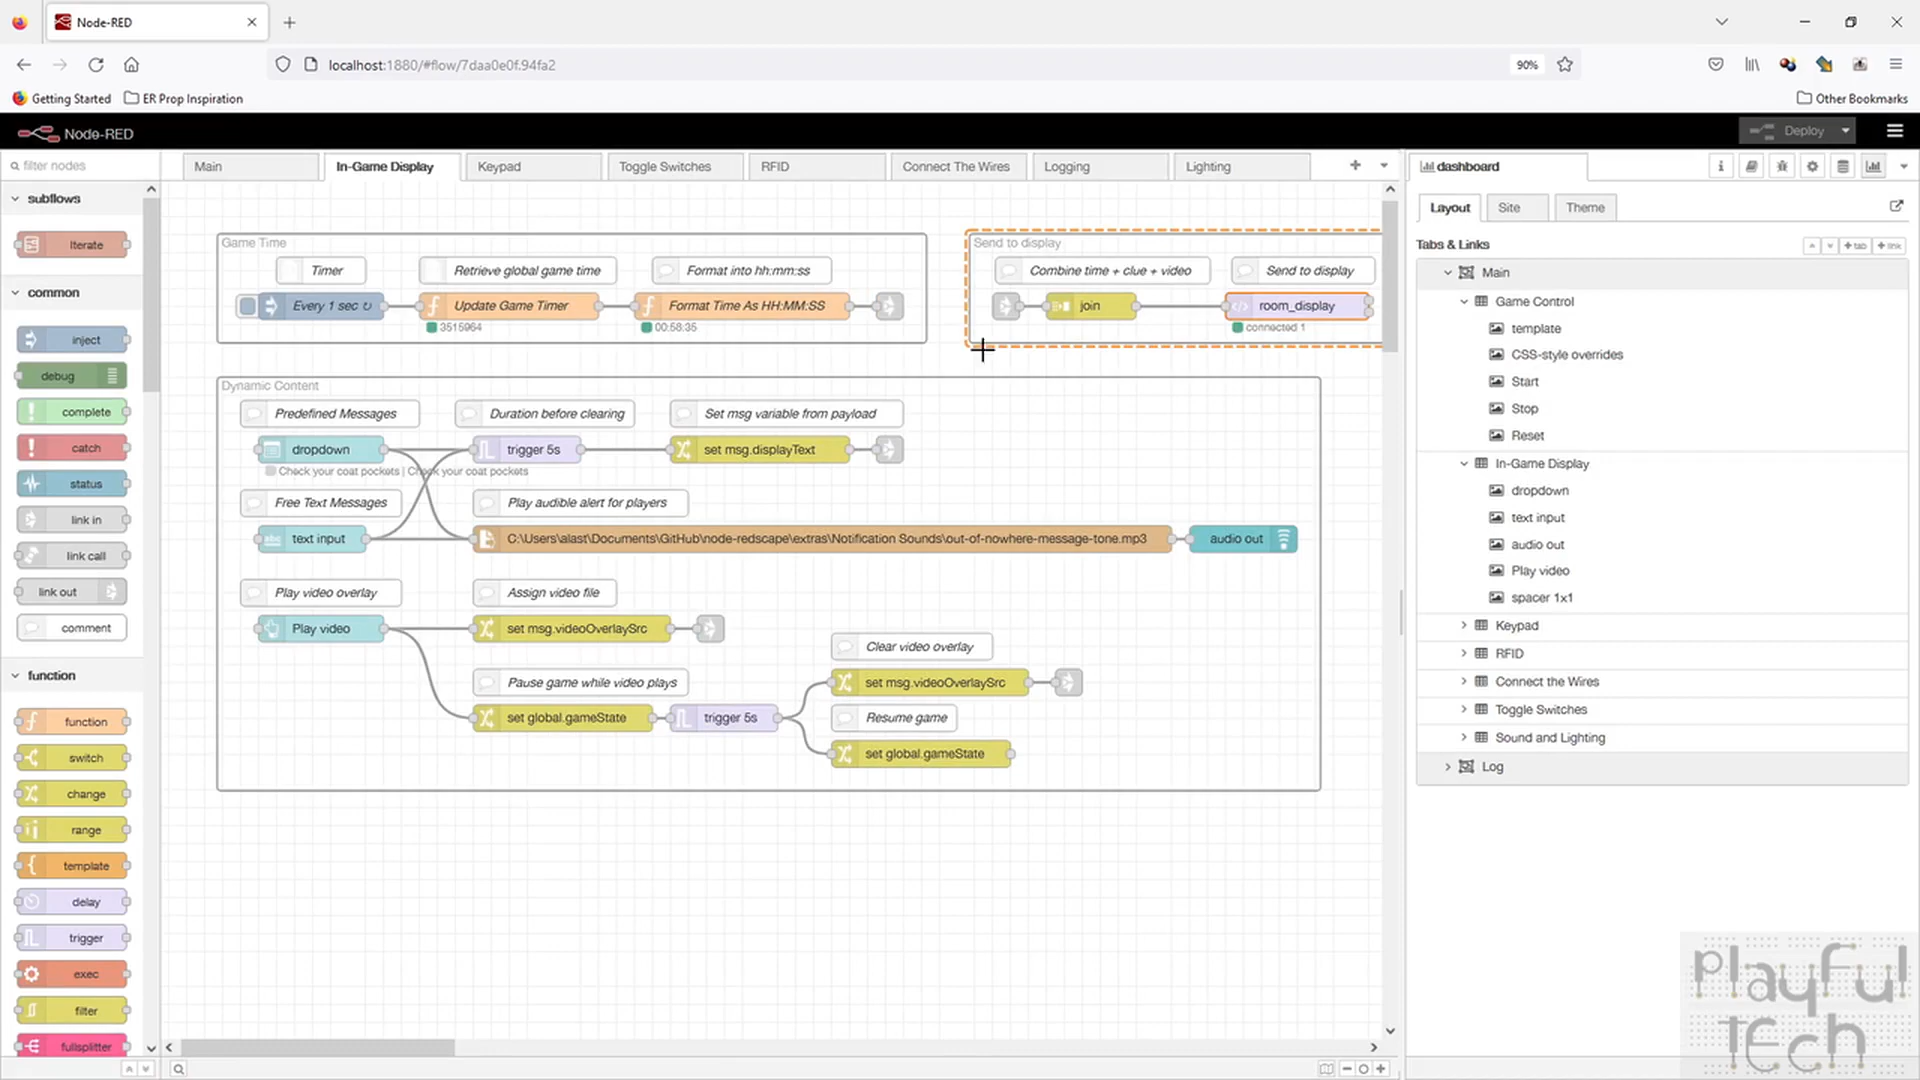 Node-RED
localhost:1880/#flow/7daa0e0f.94fa2
90%
Getting Started
ER Prop Inspiration
Other Bookmarks
Node-RED
Deploy
filter nodes
Main
In-Game Display
Keypad
Toggle Switches
RFID
Connect The Wires
Logging
Lighting
dashboard
subflows
Iterate
common
inject
debug
complete
catch
status
link in
link call
link out
comment
function
function
switch
change
range
template
delay
trigger
exec
filter
fullsplitter
Game Time
Timer
Retrieve global game time
Format into hh:mm:ss
Every 1 sec ↻
Update Game Timer
Format Time As HH:MM:SS
3515964
00:58:35
Send to display
Combine time + clue + video
Send to display
join
room_display
connected 1
Dynamic Content
Predefined Messages
Duration before clearing
Set msg variable from payload
dropdown
trigger 5s
set msg.displayText
Check your coat pockets | Check your coat pockets
Free Text Messages
Play audible alert for players
text input
C:\Users\alast\Documents\GitHub\node-redscape\extras\Notification Sounds\out-of-nowhere-message-tone.mp3
audio out
Play video overlay
Assign video file
Play video
set msg.videoOverlaySrc
Clear video overlay
Pause game while video plays
set msg.videoOverlaySrc
set global.gameState
trigger 5s
Resume game
set global.gameState
Layout
Site
Theme
Tabs & Links
+ tab
+ link
Main
Game Control
template
CSS-style overrides
Start
Stop
Reset
In-Game Display
dropdown
text input
audio out
Play video
spacer 1x1
Keypad
RFID
Connect the Wires
Toggle Switches
Sound and Lighting
Log
playful
tech